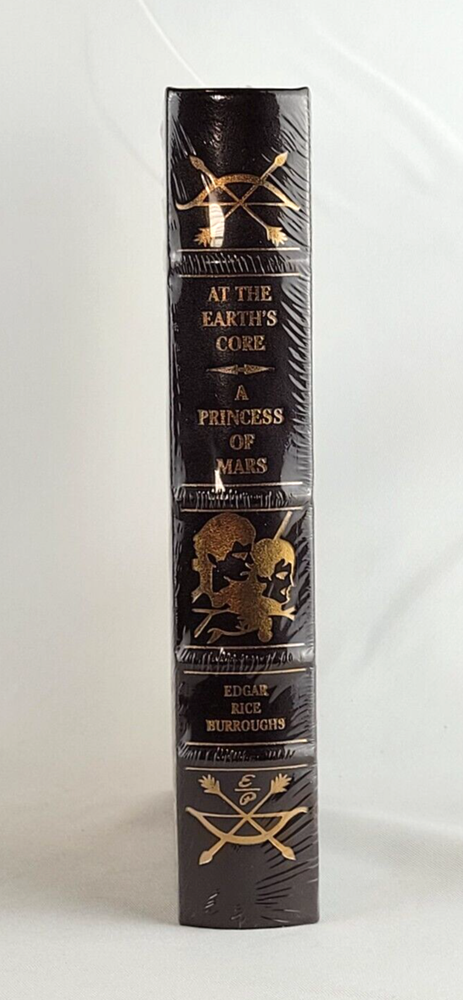 AT THE
EARTH'S
CORE
A
PRINCESS
OF
MARS
EDGAR
RICE
BURROUGHS
E
P